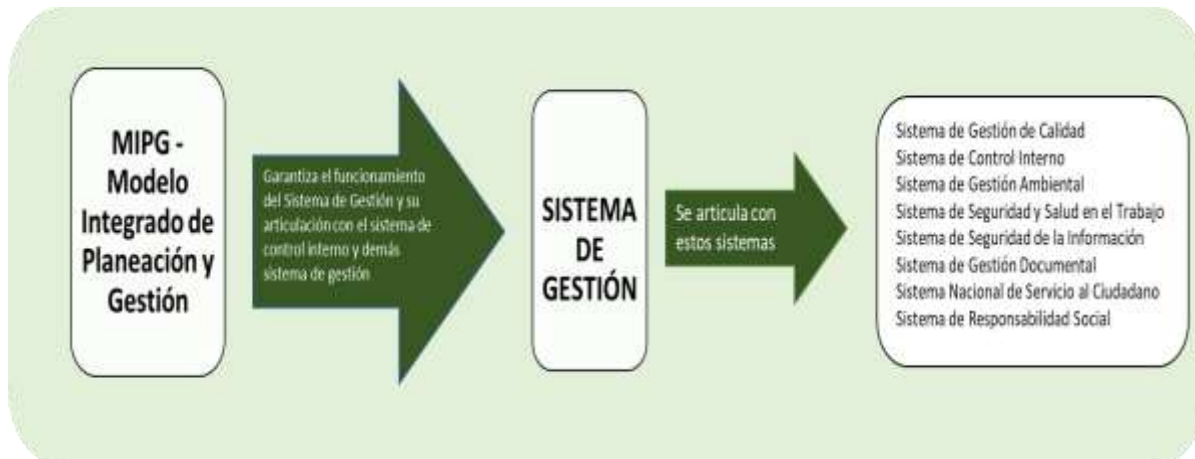 MIPG -
Modelo
Integrado de
Planeación y
Gestión
Garantiza el funcionamiento
del Sistema de Gestión y su
articulación con el sistema de
control interno y demás
sistema de gestión
SISTEMA
DE
GESTIÓN
Se articula con
estos sistemas
Sistema de Gestión de Calidad
Sistema de Control Interno
Sistema de Gestión Ambiental
Sistema de Seguridad y Salud en el Trabajo
Sistema de Seguridad de la Información
Sistema de Gestión Documental
Sistema Nacional de Servicio al Ciudadano
Sistema de Responsabilidad Social